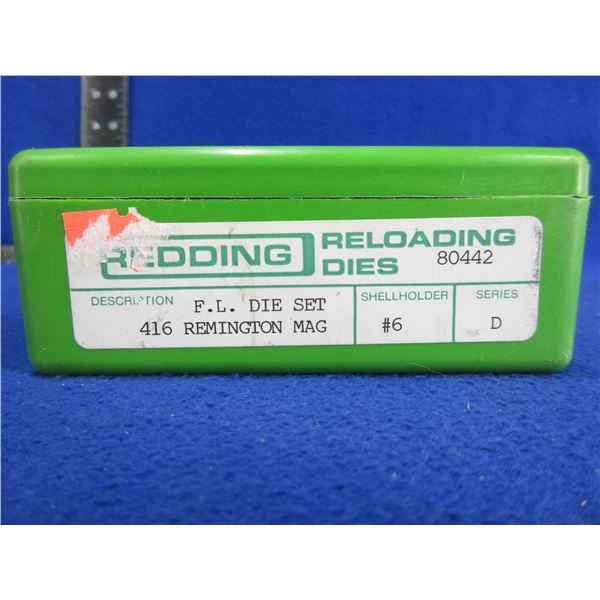 REDDING RELOADING
DIES 80442
DESCRIPTION F.L. DIE SET SHELLHOLDER SERIES
416 REMINGTON MAG #6 D